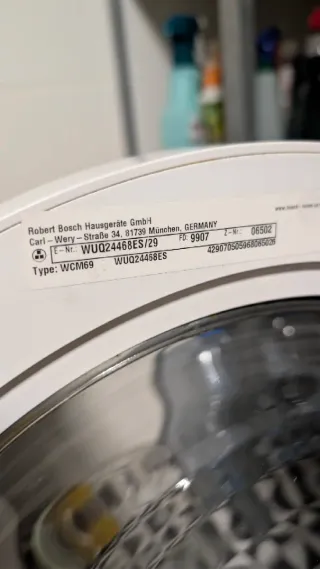 Robert Bosch Hausgeräte GmbH
Carl-Wery-Straße 34, 81739 München, GERMANY
E-Nr.: WUQ24468ES/29 FD: 9907 Z-Nr.: 06502
Type: WCM69 WUQ24468ES 429070505968065026